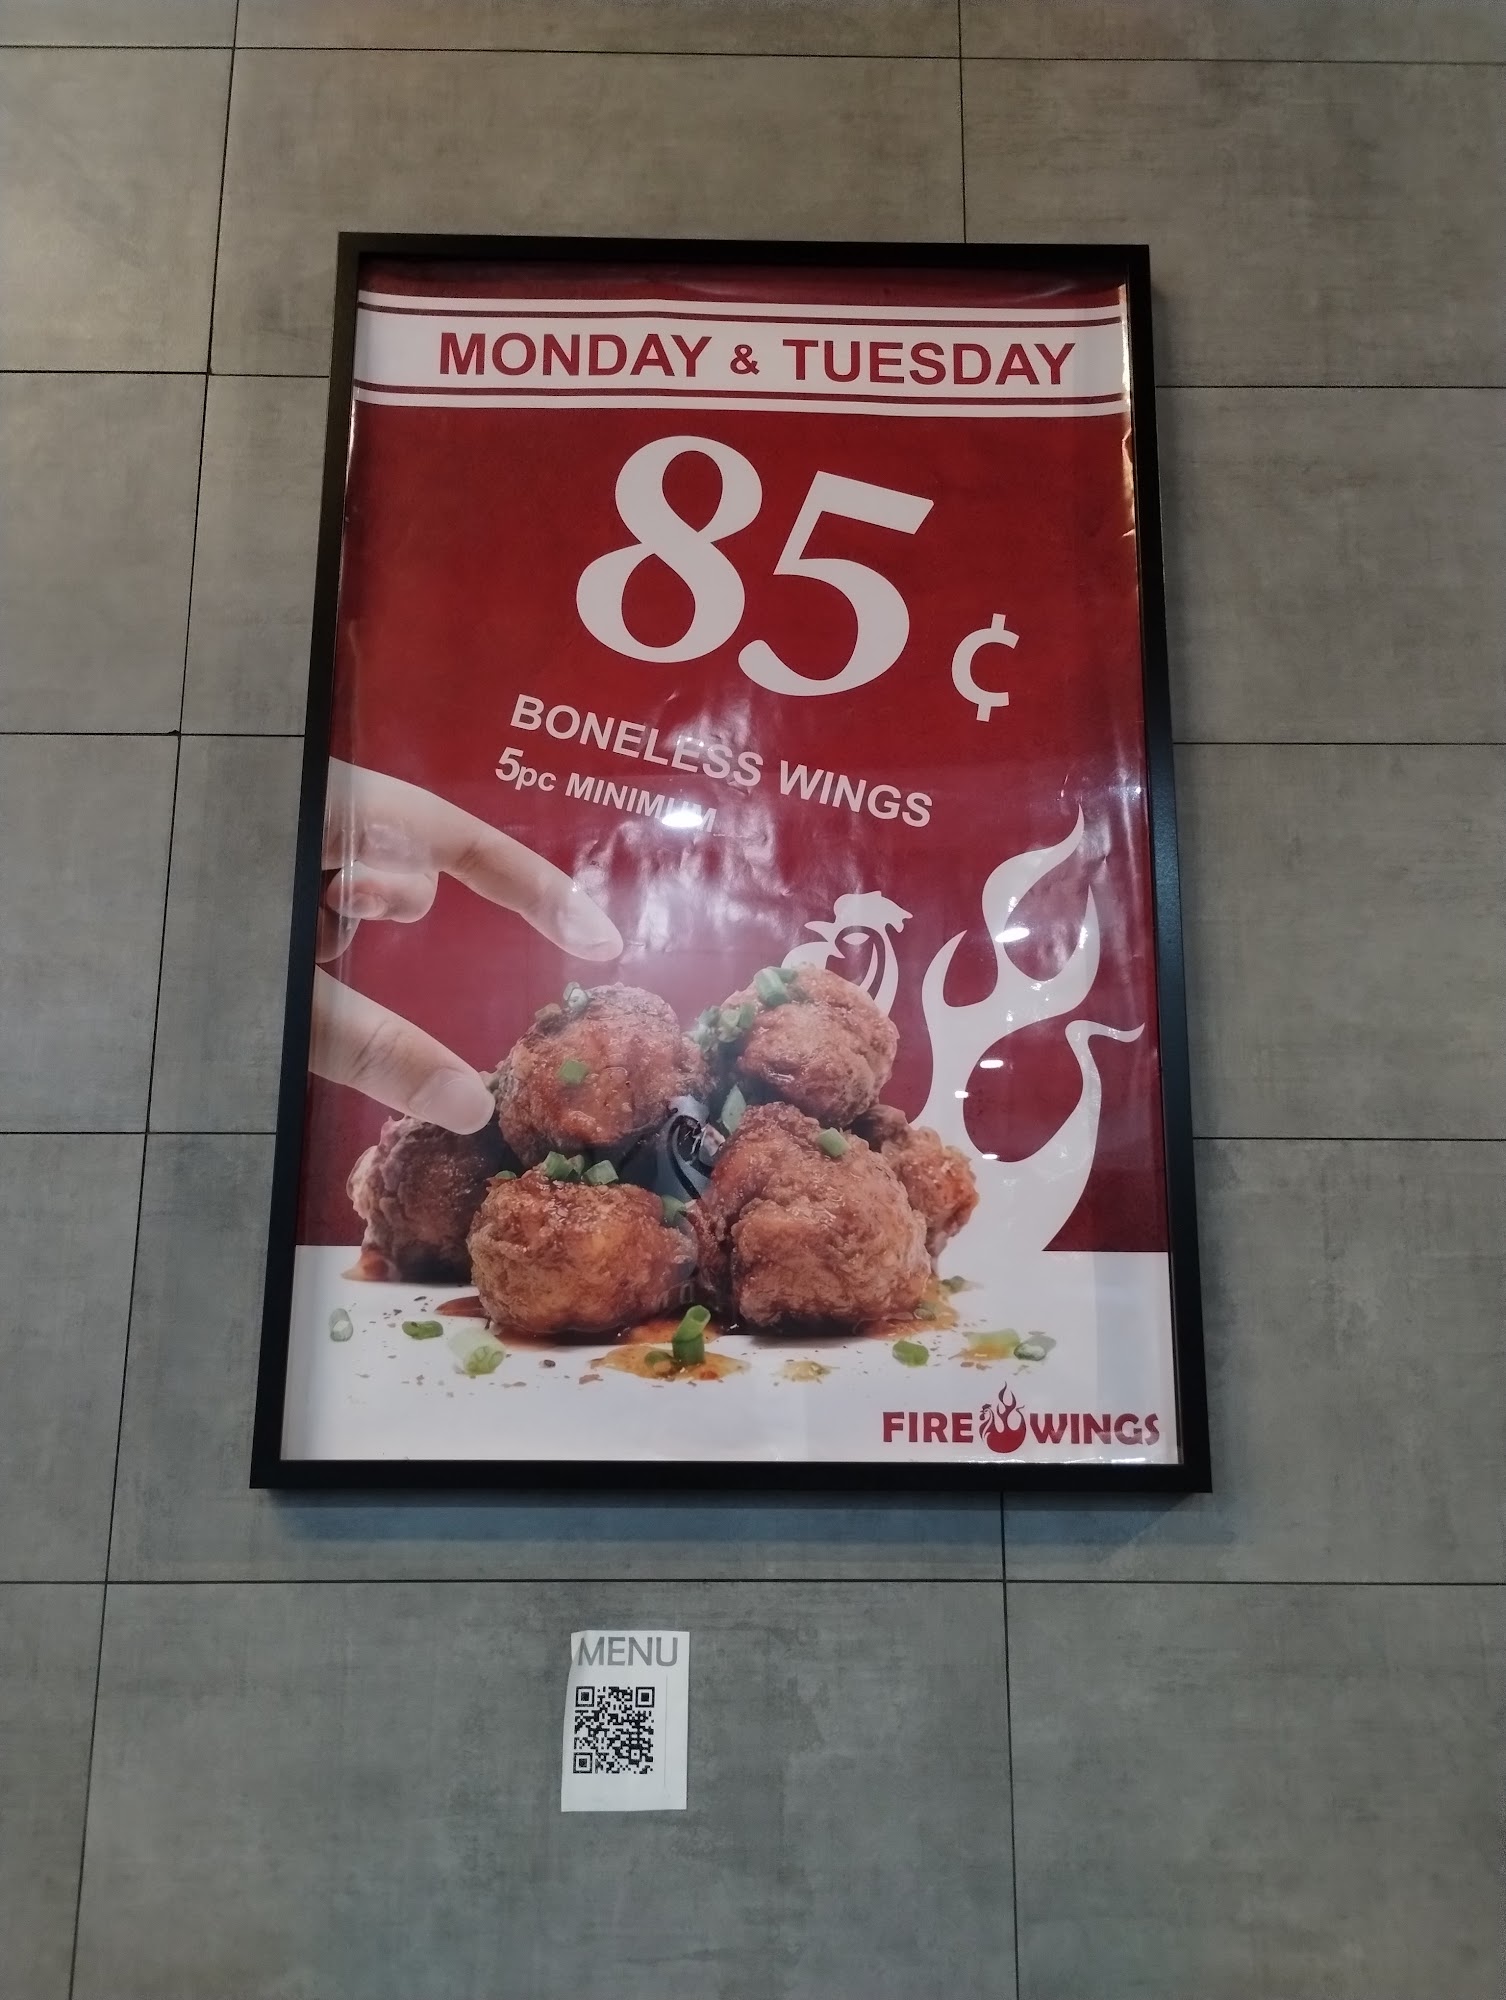 MONDAY & TUESDAY
85 ¢
BONELESS WINGS
5pc MINIMUM
FIRE WINGS
MENU